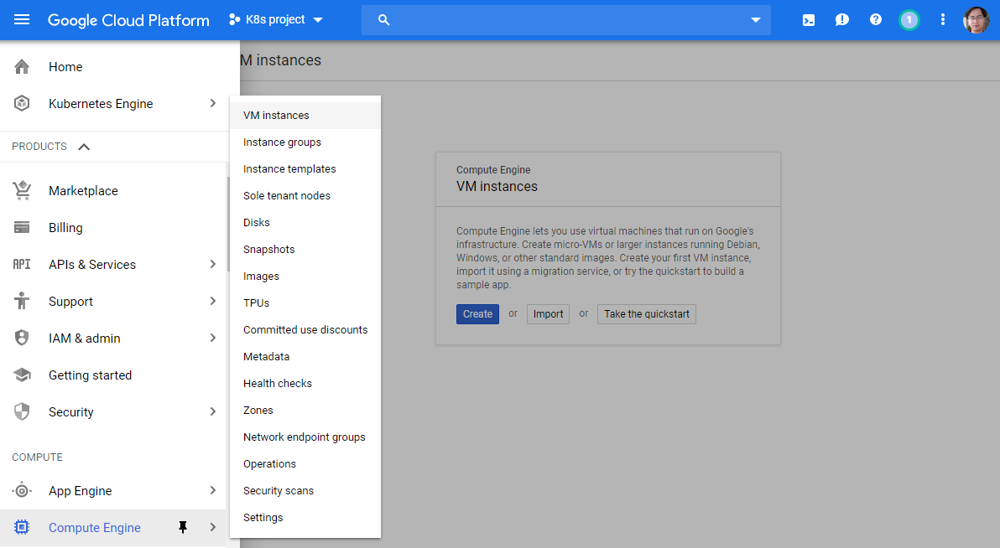 Google Cloud Platform
K8s project
1
Home
Kubernetes Engine
PRODUCTS
Marketplace
Billing
API
APIs & Services
Support
IAM & admin
Getting started
Security
COMPUTE
App Engine
Compute Engine
VM instances
Instance groups
Instance templates
Sole tenant nodes
Disks
Snapshots
Images
TPUs
Committed use discounts
Metadata
Health checks
Zones
Network endpoint groups
Operations
Security scans
Settings
M instances
Compute Engine
VM instances
Compute Engine lets you use virtual machines that run on Google's
infrastructure. Create micro-VMs or larger instances running Debian,
Windows, or other standard images. Create your first VM instance,
import it using a migration service, or try the quickstart to build a
sample app.
Create or Import or Take the quickstart